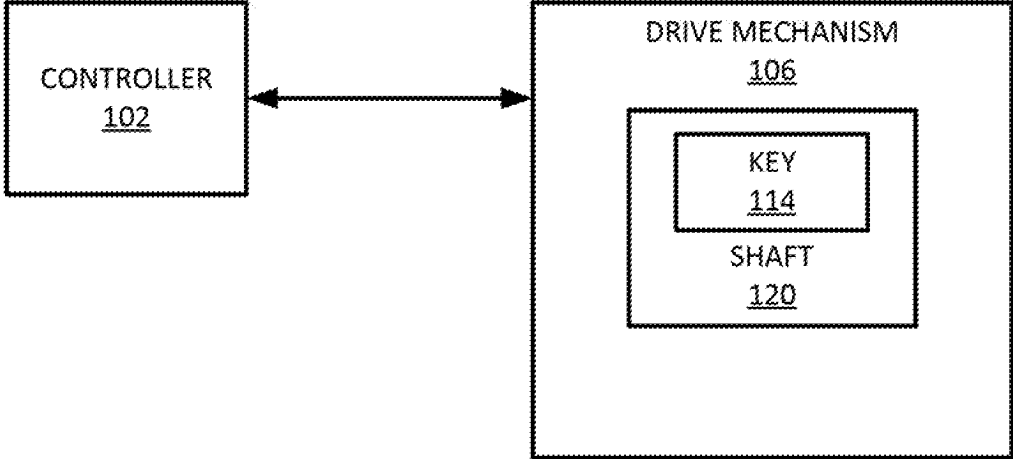 CONTROLLER
102
DRIVE MECHANISM
106
KEY
114
SHAFT
120